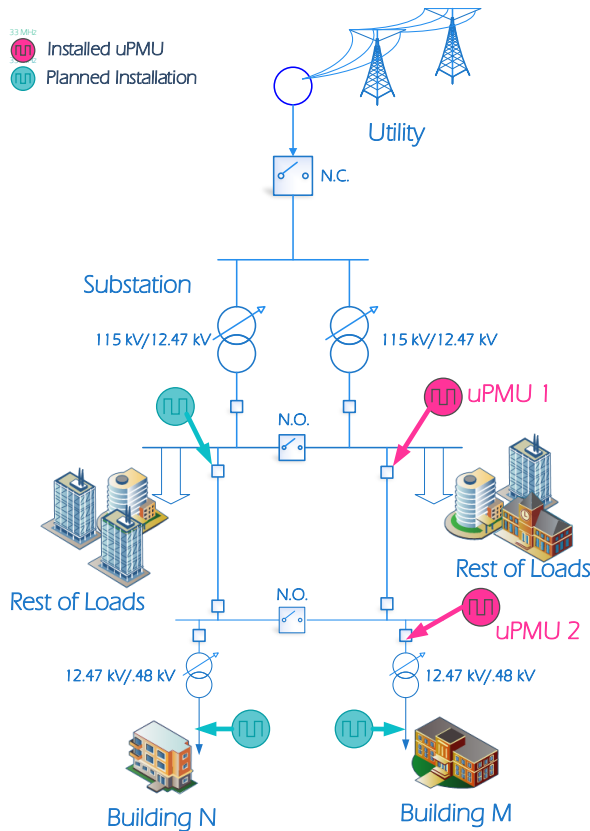 33 MHz
Installed uPMU
Planned Installation
Utility
N.C.
Substation
115 kV/12.47 kV
115 kV/12.47 kV
uPMU 1
N.O.
Rest of Loads
Rest of Loads
N.O.
uPMU 2
12.47 kV/.48 kV
12.47 kV/.48 kV
Building N
Building M